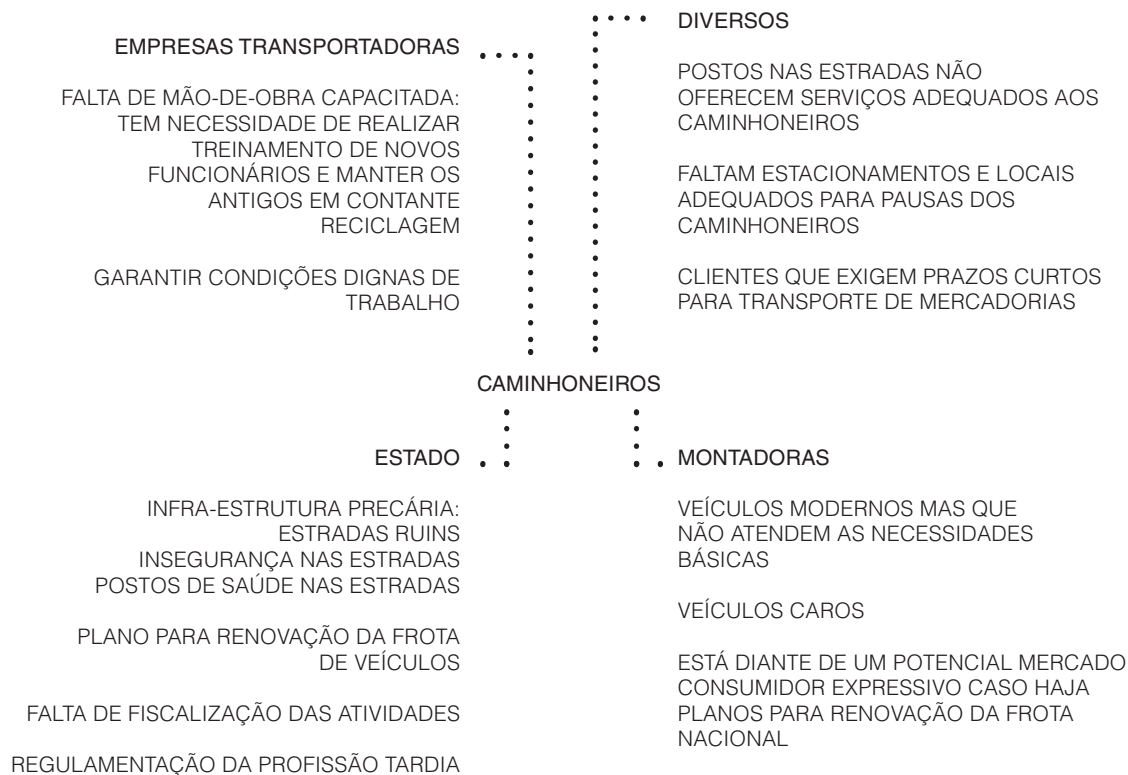 EMPRESAS TRANSPORTADORAS
FALTA DE MÃO-DE-OBRA CAPACITADA:
TEM NECESSIDADE DE REALIZAR
TREINAMENTO DE NOVOS
FUNCIONÁRIOS E MANTER OS
ANTIGOS EM CONTANTE
RECICLAGEM
GARANTIR CONDIÇÕES DIGNAS DE
TRABALHO
DIVERSOS
POSTOS NAS ESTRADAS NÃO
OFERECEM SERVIÇOS ADEQUADOS AOS
CAMINHONEIROS
FALTAM ESTACIONAMENTOS E LOCAIS
ADEQUADOS PARA PAUSAS DOS
CAMINHONEIROS
CLIENTES QUE EXIGEM PRAZOS CURTOS
PARA TRANSPORTE DE MERCADORIAS
CAMINHONEIROS
ESTADO
INFRA-ESTRUTURA PRECÁRIA:
ESTRADAS RUINS
INSEGURANÇA NAS ESTRADAS
POSTOS DE SAÚDE NAS ESTRADAS
PLANO PARA RENOVAÇÃO DA FROTA
DE VEÍCULOS
FALTA DE FISCALIZAÇÃO DAS ATIVIDADES
REGULAMENTAÇÃO DA PROFISSÃO TARDIA
MONTADORAS
VEÍCULOS MODERNOS MAS QUE
NÃO ATENDEM AS NECESSIDADES
BÁSICAS
VEÍCULOS CAROS
ESTÁ DIANTE DE UM POTENCIAL MERCADO
CONSUMIDOR EXPRESSIVO CASO HAJA
PLANOS PARA RENOVAÇÃO DA FROTA
NACIONAL